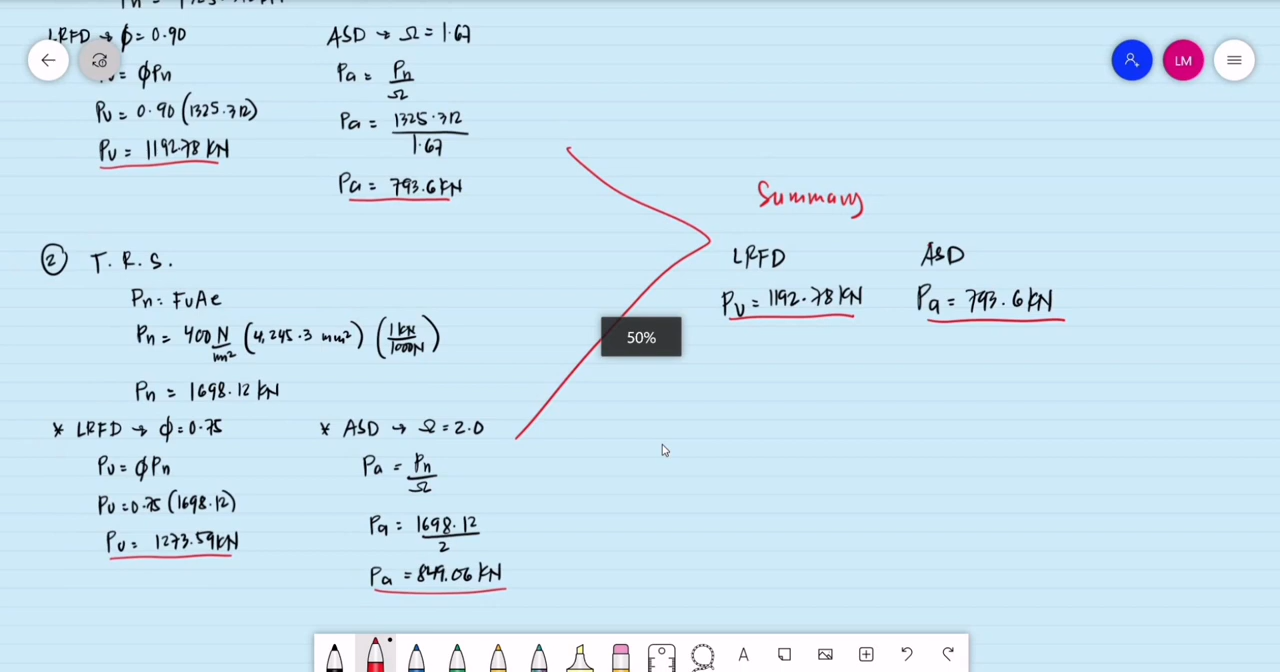 LRFD → ϕ = 0.90
Pu = ϕPn
Pu = 0.90 (1325.312)
Pu = 1192.78 KN
ASD → Ω = 1.67
Pa = Pn / Ω
Pa = 1325.312 / 1.67
Pa = 793.6 KN
② T. R. S.
Pn = FuAe
Pn = 400 N/mm² (4,245.3 mm²) (1 KN / 1000N)
Pn = 1698.12 KN
* LRFD → ϕ = 0.75
Pu = ϕPn
Pu = 0.75 (1698.12)
Pu = 1273.59 KN
* ASD → Ω = 2.0
Pa = Pn / Ω
Pa = 1698.12 / 2
Pa = 849.06 KN
Summary
LRFD ASD
Pu = 1192.78 KN Pa = 793.6 KN
50%
LM
A